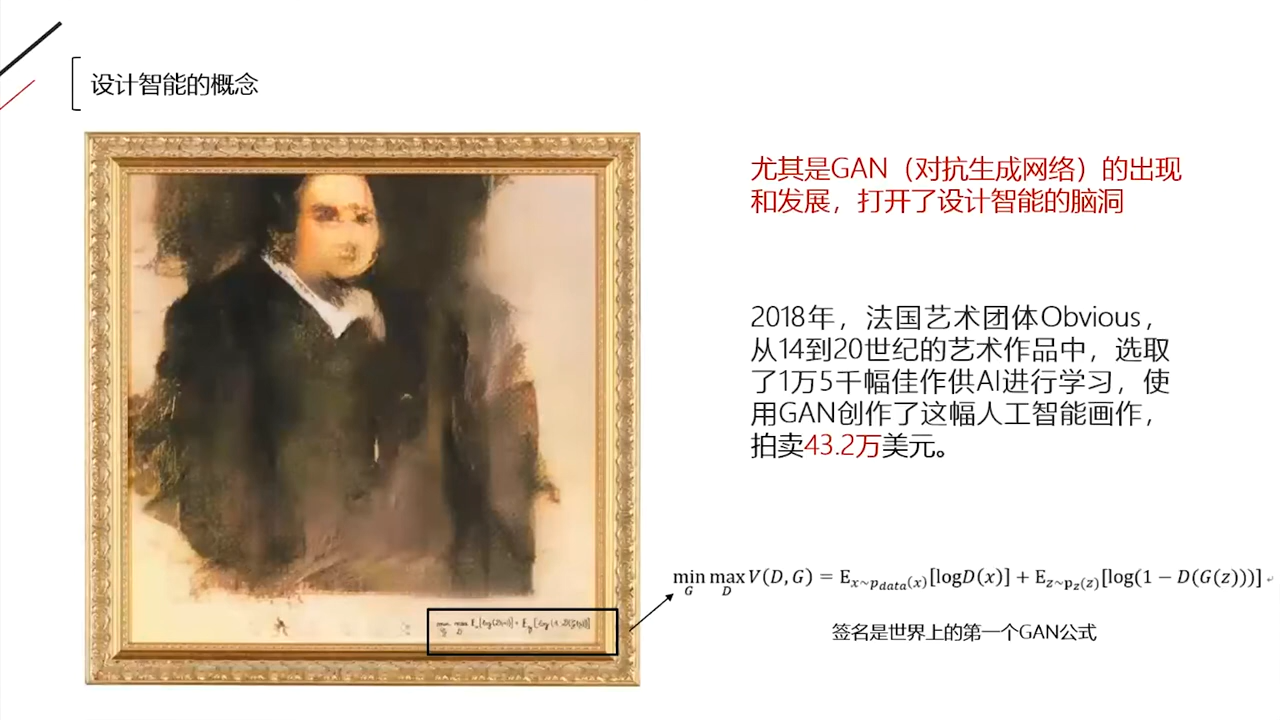 设计智能的概念
尤其是GAN（对抗生成网络）的出现
和发展，打开了设计智能的脑洞
2018年，法国艺术团体Obvious，
从14到20世纪的艺术作品中，选取
了1万5千幅佳作供AI进行学习，使
用GAN创作了这幅人工智能画作，
拍卖43.2万美元。
min_G max_D V(D, G) = E_{x~p_{data}(x)}[logD(x)] + E_{z~p_z(z)}[log(1 − D(G(z)))]
签名是世界上的第一个GAN公式